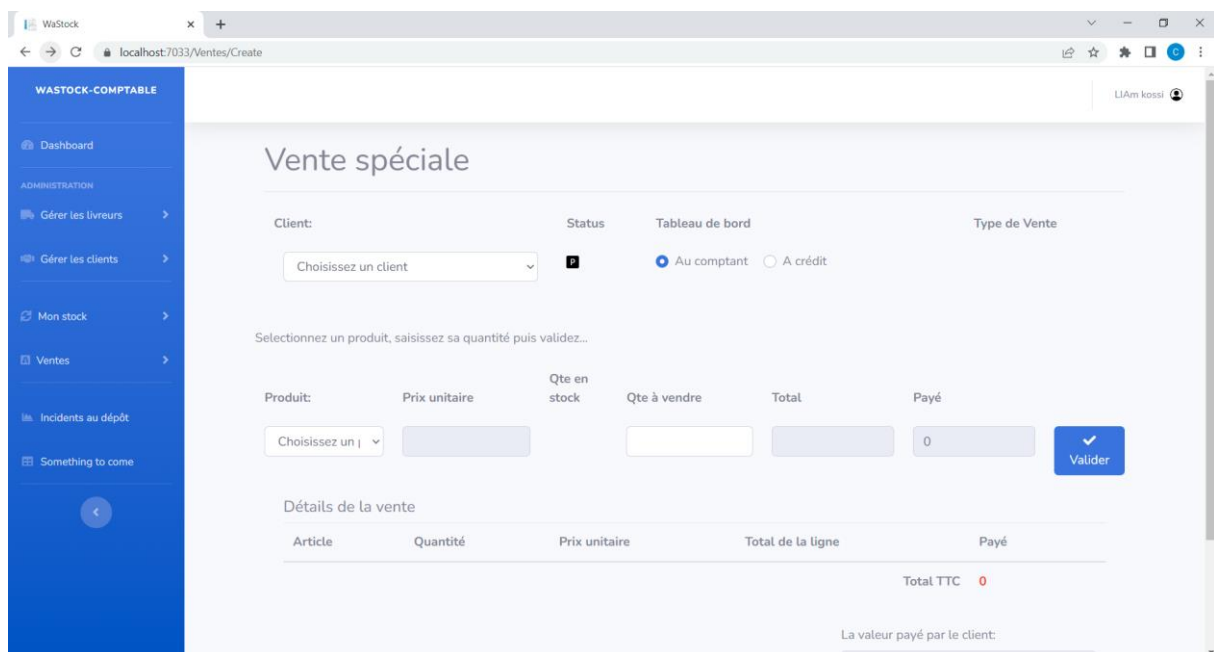 WaStock
localhost:7033/Ventes/Create
C
WASTOCK-COMPTABLE
LIAm kossi
Dashboard
ADMINISTRATION
Gérer les livreurs
Gérer les clients
Mon stock
Ventes
Incidents au dépôt
Something to come
Vente spéciale
Client: Status Tableau de bord Type de Vente
Choisissez un client P Au comptant A crédit
Selectionnez un produit, saisissez sa quantité puis validez...
Produit: Prix unitaire Qte en stock Qte à vendre Total Payé
Choisissez un 0
Valider
Détails de la vente
Article Quantité Prix unitaire Total de la ligne Payé
Total TTC 0
La valeur payé par le client: